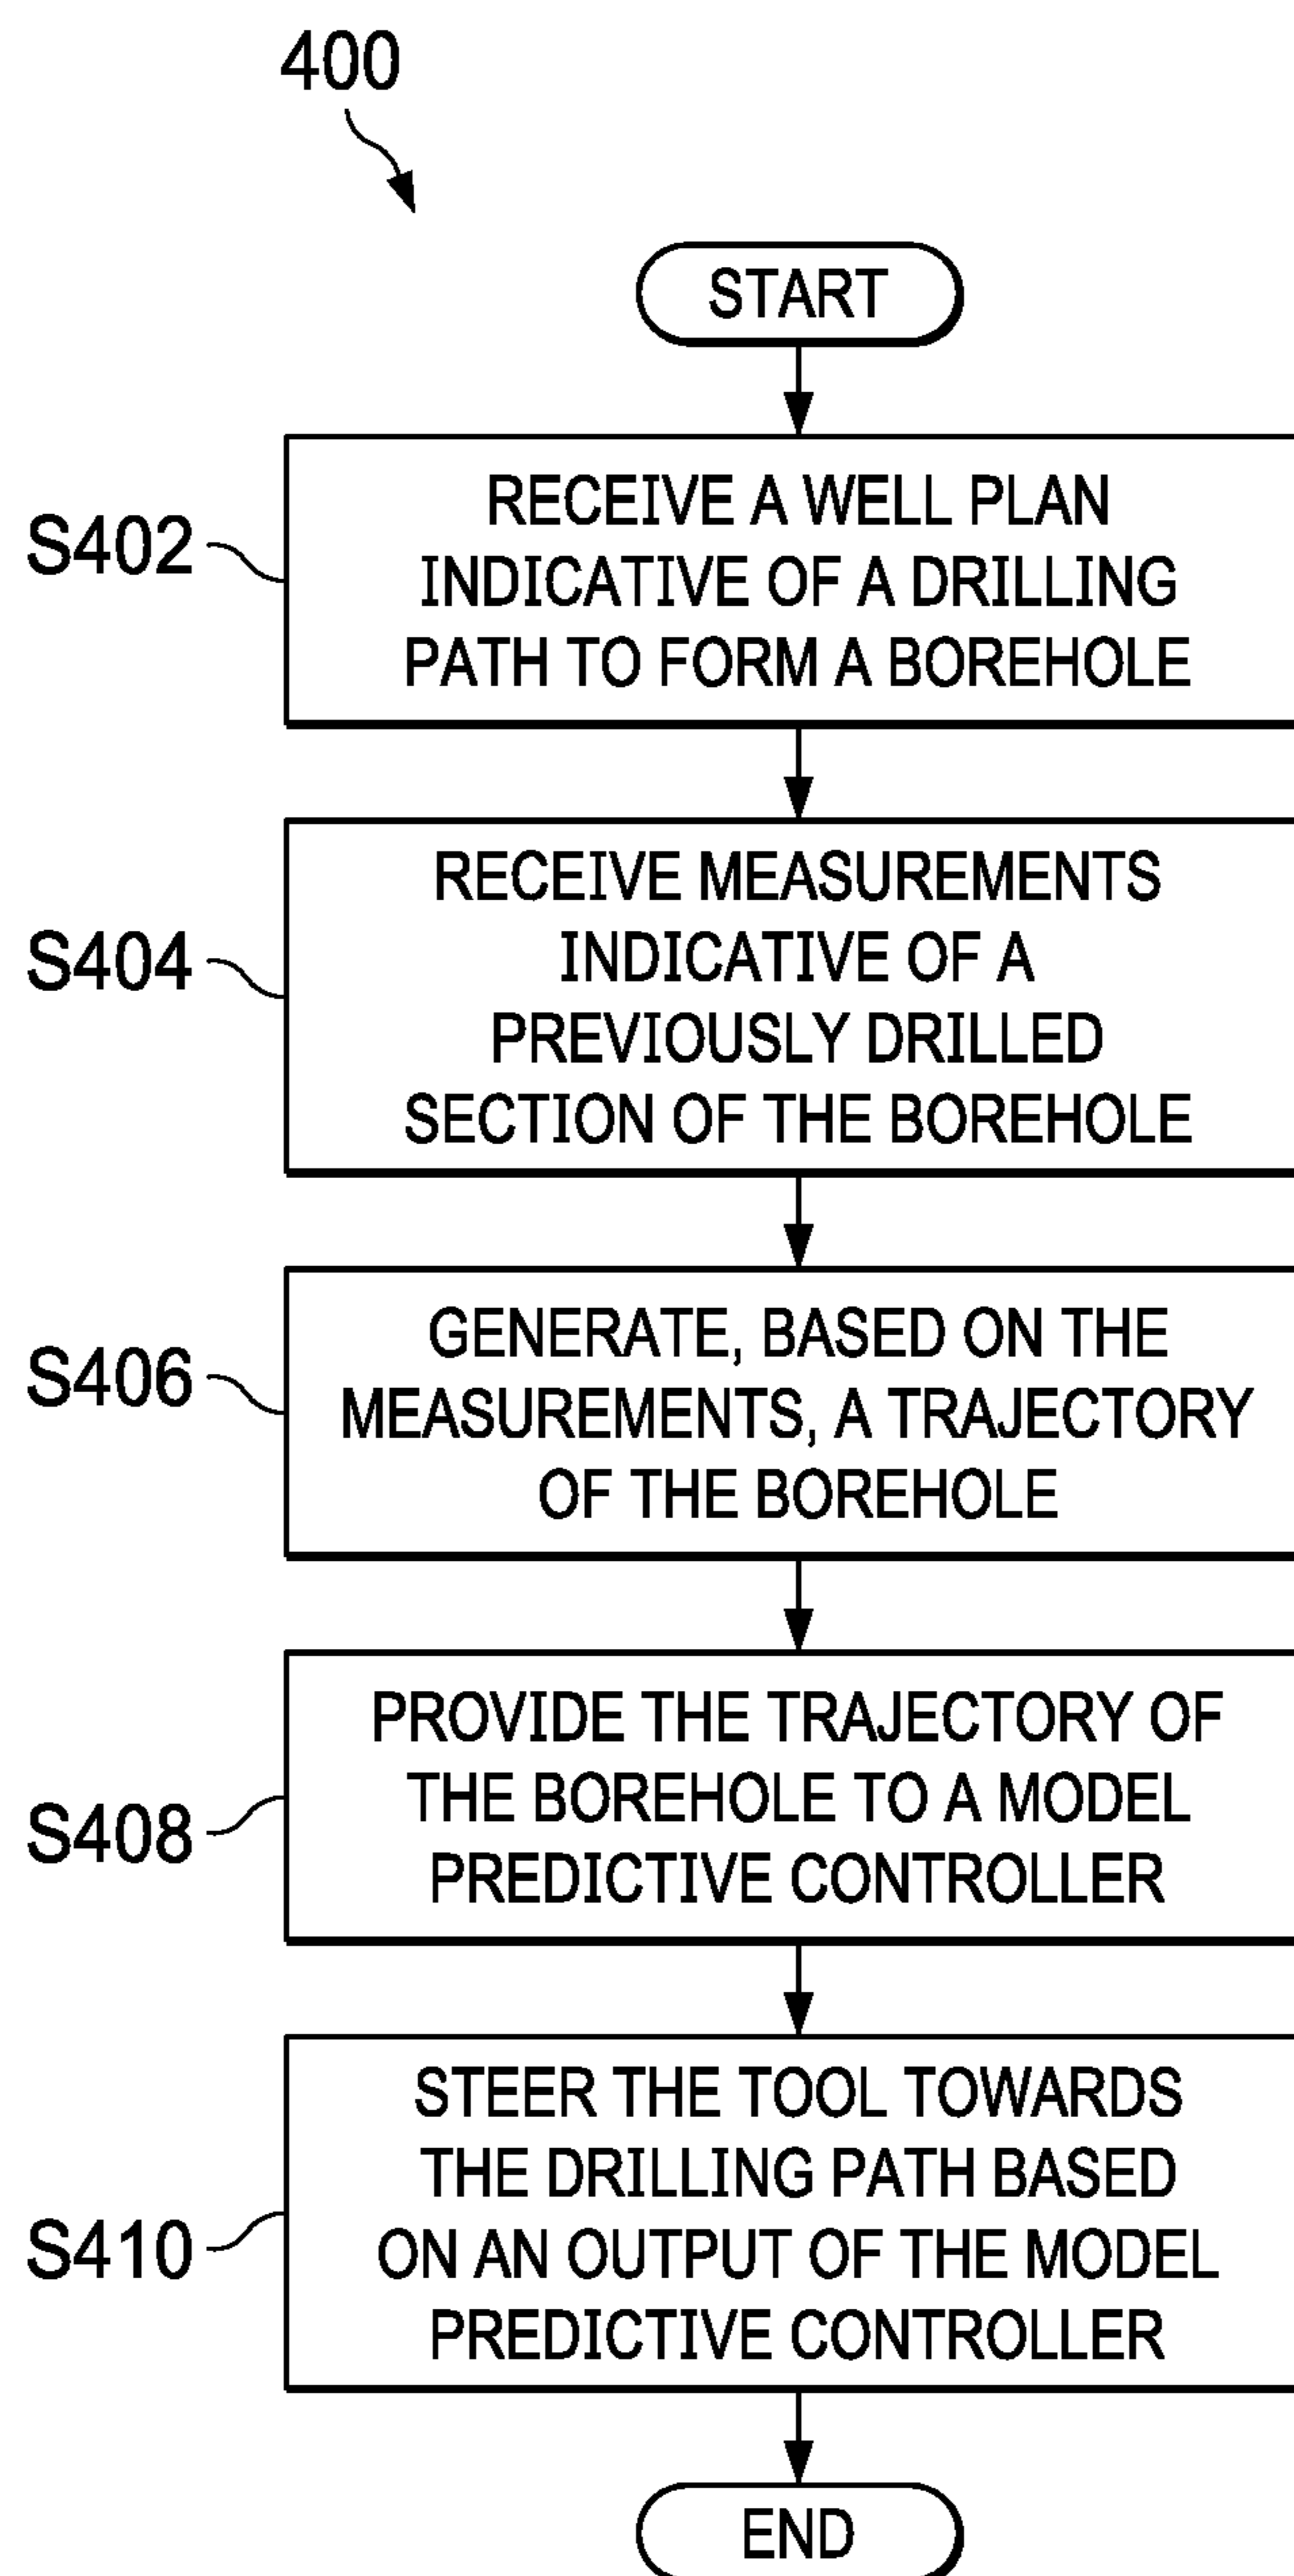 400
START
S402
RECEIVE A WELL PLAN
INDICATIVE OF A DRILLING
PATH TO FORM A BOREHOLE
S404
RECEIVE MEASUREMENTS
INDICATIVE OF A
PREVIOUSLY DRILLED
SECTION OF THE BOREHOLE
S406
GENERATE, BASED ON THE
MEASUREMENTS, A TRAJECTORY
OF THE BOREHOLE
S408
PROVIDE THE TRAJECTORY OF
THE BOREHOLE TO A MODEL
PREDICTIVE CONTROLLER
S410
STEER THE TOOL TOWARDS
THE DRILLING PATH BASED
ON AN OUTPUT OF THE MODEL
PREDICTIVE CONTROLLER
END